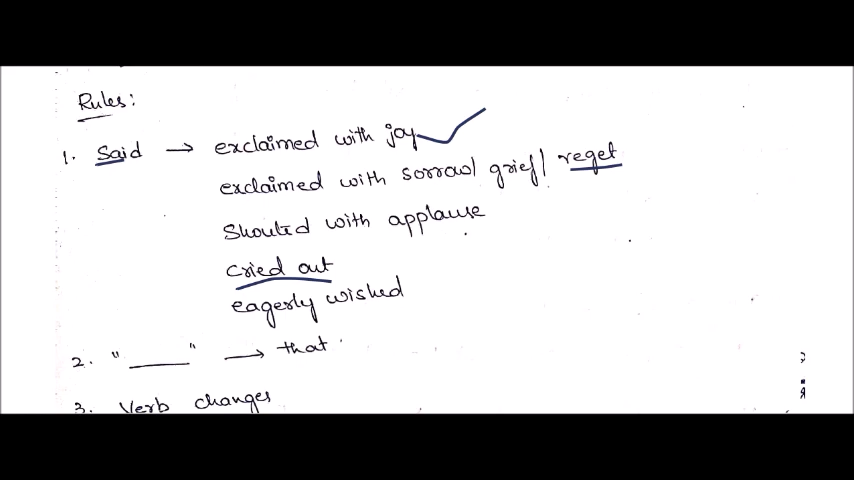 Rules:
1. Said → exclaimed with joy
exclaimed with sorrow/ grief/ reget
Shouted with applause
cried out
eagerly wished
2. "____" → that
3. Verb changes